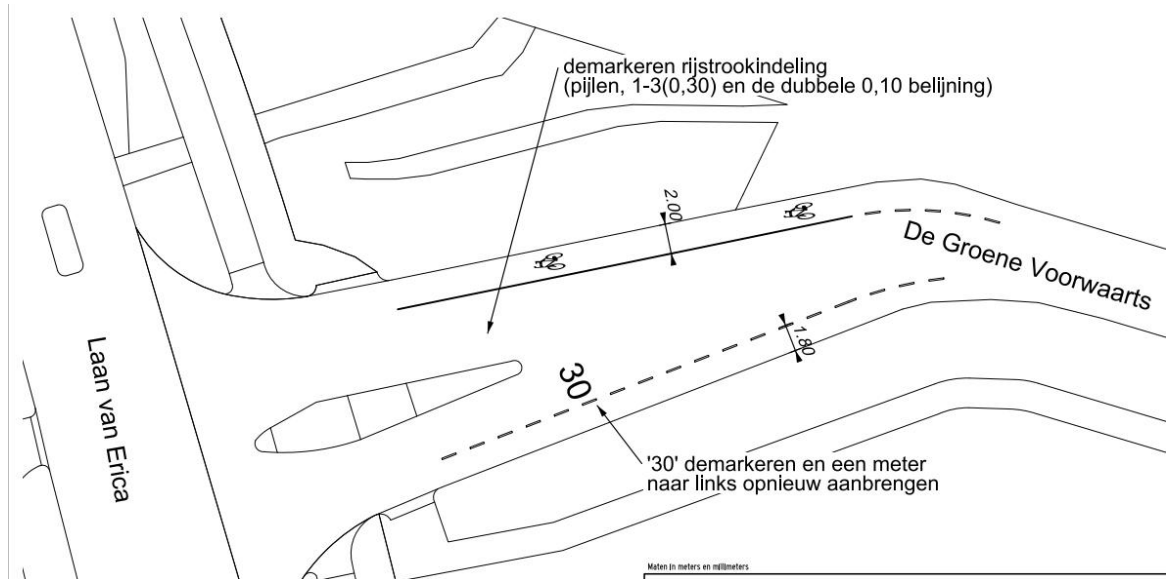 demarkeren rijstrookindeling
(pijlen, 1-3(0,30) en de dubbele 0,10 belijning)
2.00
De Groene Voorwaarts
1.80
Laan van Erica
30
'30' demarkeren en een meter
naar links opnieuw aanbrengen
Maten in meters en millimeters